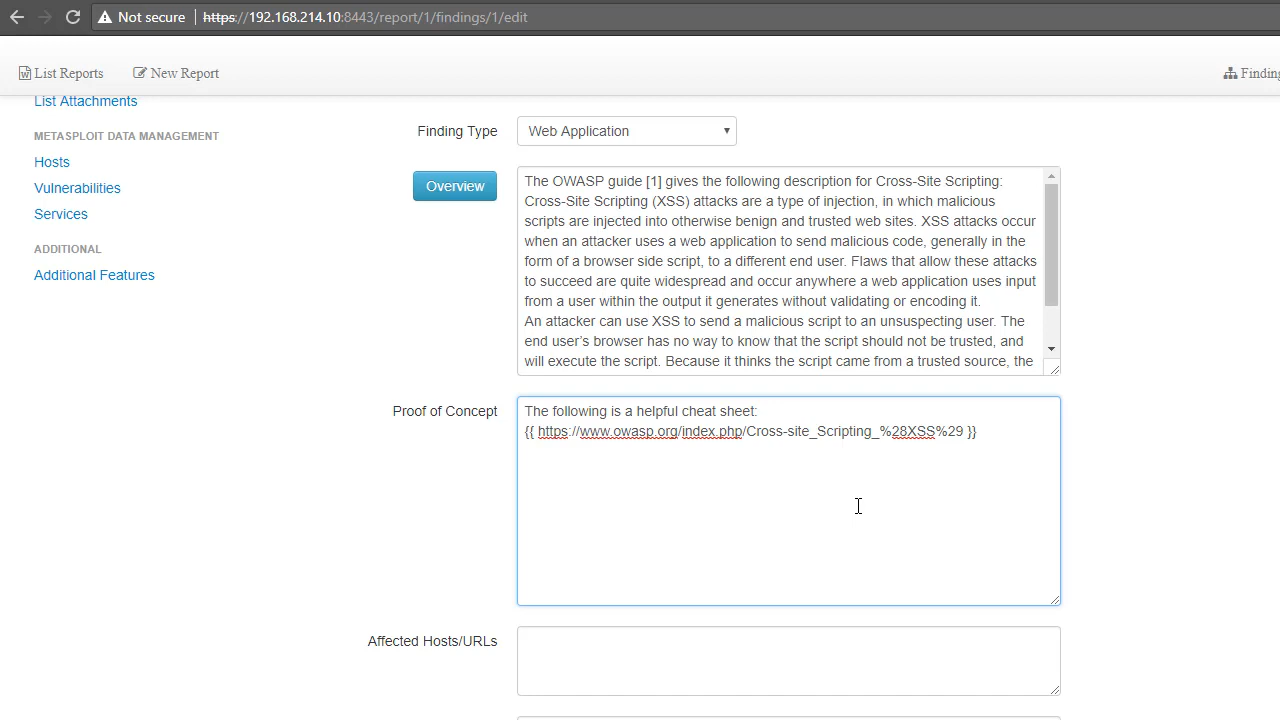 Not secure | https://192.168.214.10:8443/report/1/findings/1/edit
List Reports New Report
List Attachments
METASPLOIT DATA MANAGEMENT
Hosts
Vulnerabilities
Services
ADDITIONAL
Additional Features
Finding Type Web Application
Overview
The OWASP guide [1] gives the following description for Cross-Site Scripting:
Cross-Site Scripting (XSS) attacks are a type of injection, in which malicious
scripts are injected into otherwise benign and trusted web sites. XSS attacks occur
when an attacker uses a web application to send malicious code, generally in the
form of a browser side script, to a different end user. Flaws that allow these attacks
to succeed are quite widespread and occur anywhere a web application uses input
from a user within the output it generates without validating or encoding it.
An attacker can use XSS to send a malicious script to an unsuspecting user. The
end user’s browser has no way to know that the script should not be trusted, and
will execute the script. Because it thinks the script came from a trusted source, the
Proof of Concept
The following is a helpful cheat sheet:
{{ https://www.owasp.org/index.php/Cross-site_Scripting_%28XSS%29 }}
Affected Hosts/URLs